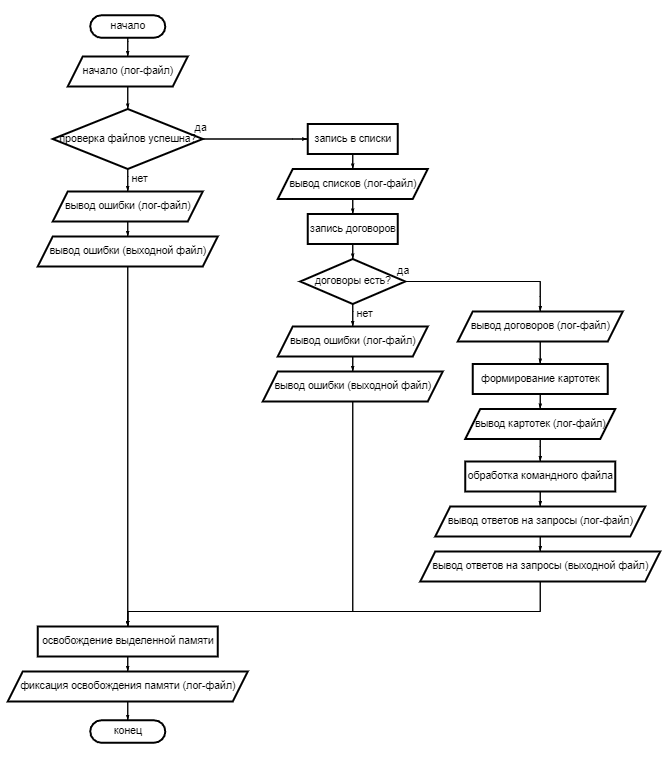 начало
начало (лог-файл)
проверка файлов успешна?
да
нет
вывод ошибки (лог-файл)
вывод ошибки (выходной файл)
запись в списки
вывод списков (лог-файл)
запись договоров
договоры есть?
да
нет
вывод ошибки (лог-файл)
вывод ошибки (выходной файл)
вывод договоров (лог-файл)
формирование картотек
вывод картотек (лог-файл)
обработка командного файла
вывод ответов на запросы (лог-файл)
вывод ответов на запросы (выходной файл)
освобождение выделенной памяти
фиксация освобождения памяти (лог-файл)
конец